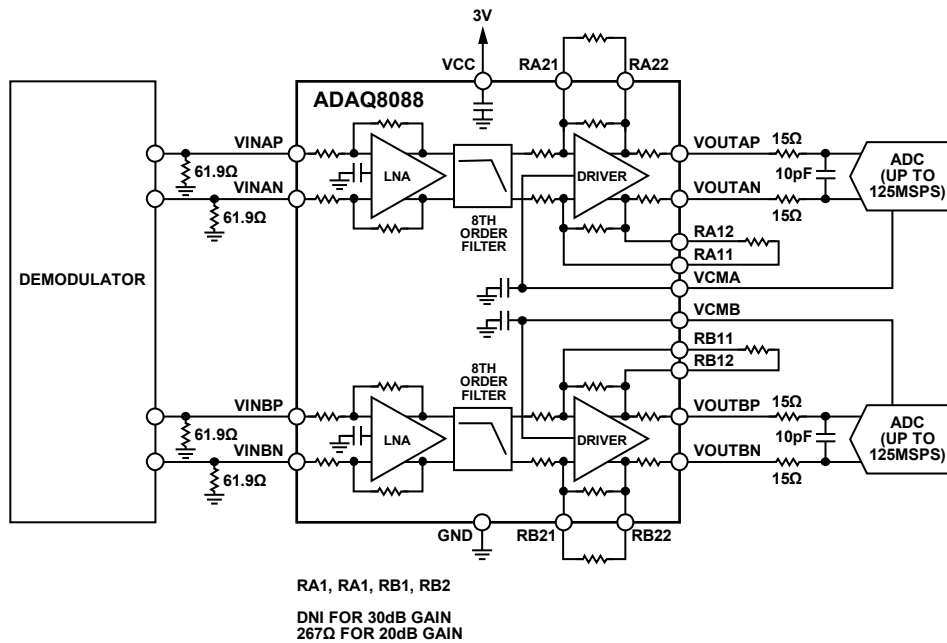 3V
VCC
RA21
RA22
ADAQ8088
VINAP
61.9Ω
VINAN
61.9Ω
LNA
8TH
ORDER
FILTER
DRIVER
VOUTAP
15Ω
10pF
VOUTAN
15Ω
ADC
(UP TO
125MSPS)
RA12
RA11
VCMA
DEMODULATOR
VCMB
RB11
RB12
8TH
ORDER
FILTER
VINBP
61.9Ω
VINBN
61.9Ω
LNA
DRIVER
VOUTBP
15Ω
10pF
VOUTBN
15Ω
ADC
(UP TO
125MSPS)
GND
RB21
RB22
RA1, RA1, RB1, RB2
DNI FOR 30dB GAIN
267Ω FOR 20dB GAIN